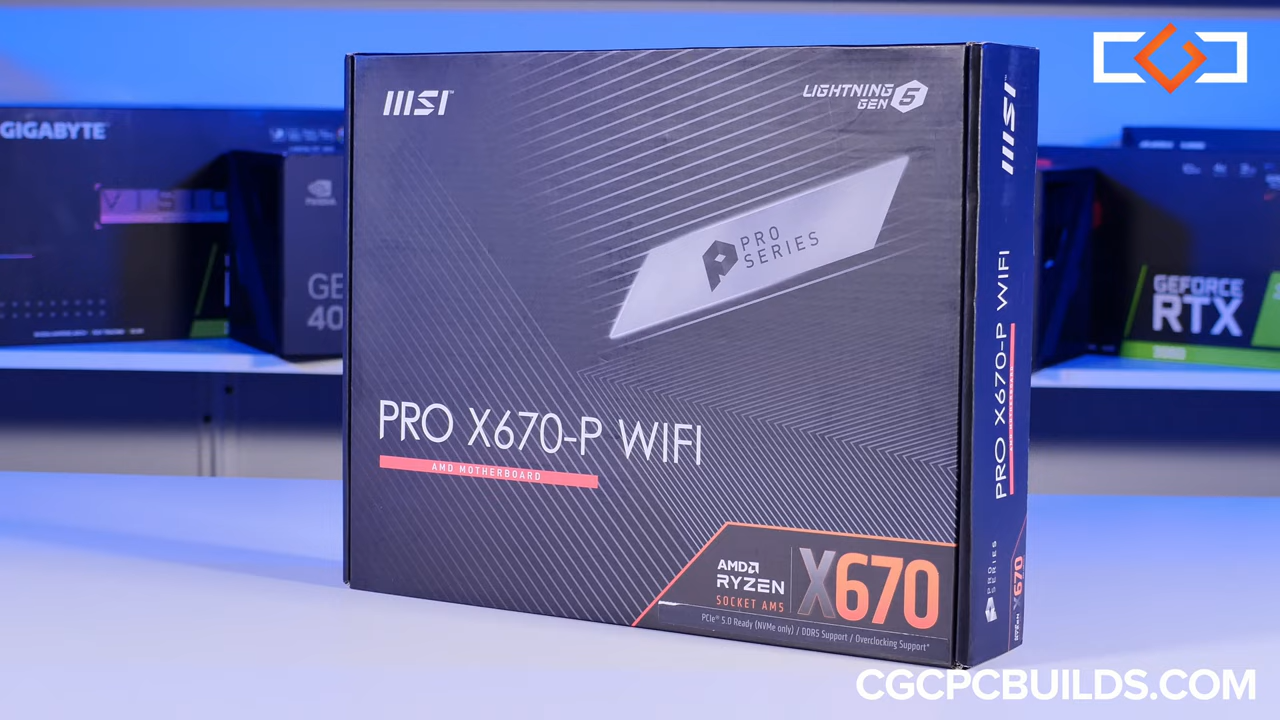 GIGABYTE
NVIDIA
msi
LIGHTNING
GEN 5
PRO
SERIES
PRO X670-P WIFI
AMD MOTHERBOARD
AMD
RYZEN
SOCKET AM5
X670
PCIe® 5.0 Ready (NVMe only) / DDR5 Support / Overclocking Support*
msi
PRO X670-P WIFI
PRO
SERIES
X670
GEFORCE
RTX
CGCPCBUILDS.COM